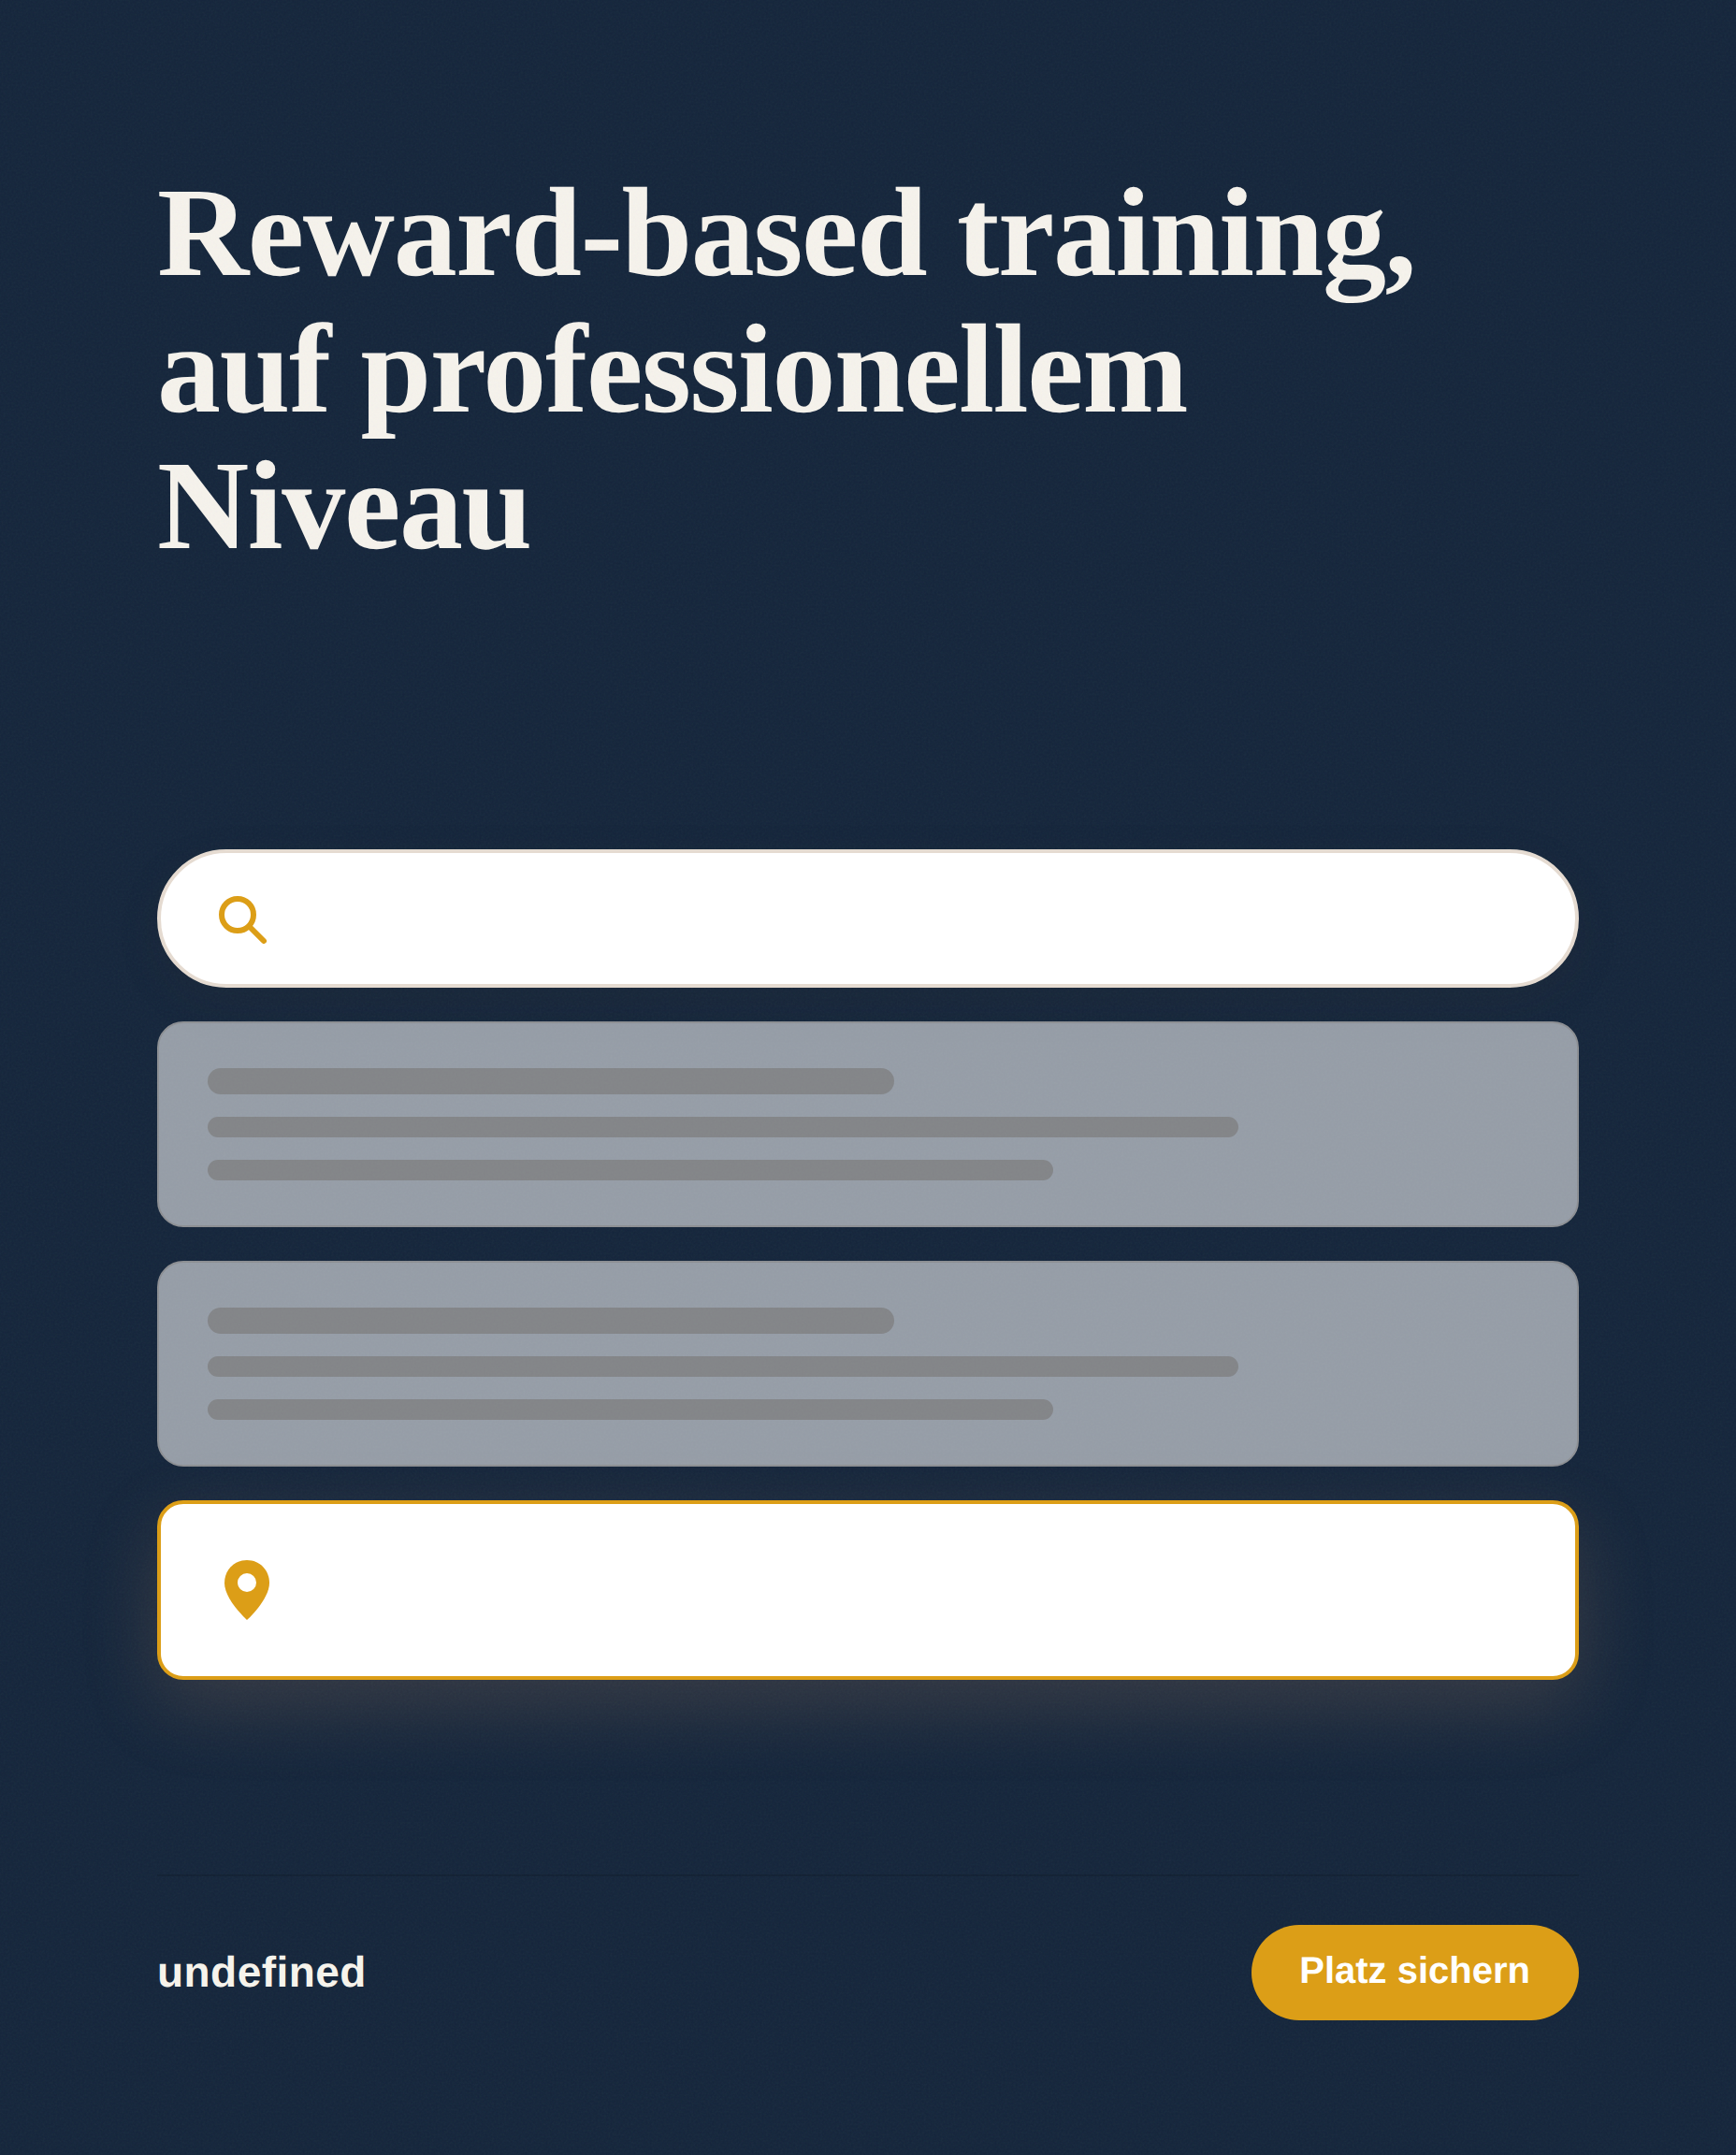 Reward-based training,
auf professionellem
Niveau
undefined
Platz sichern